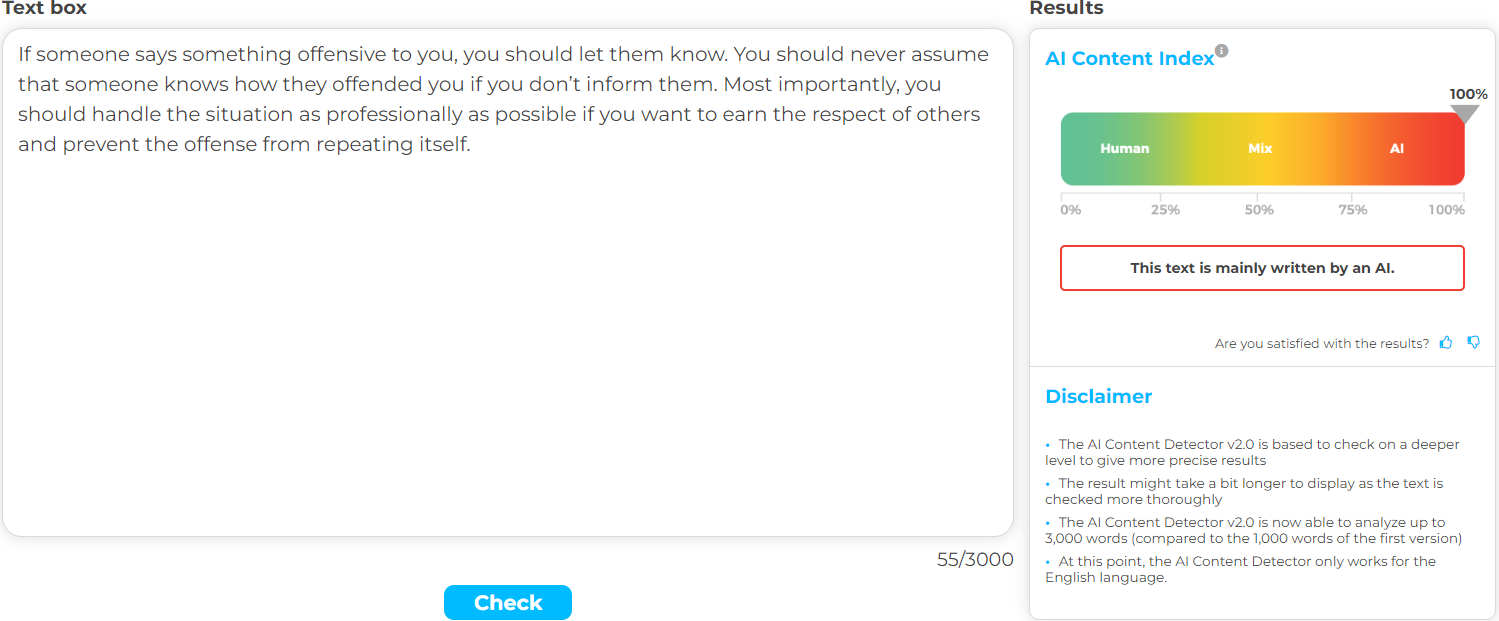 Text box
If someone says something offensive to you, you should let them know. You should never assume
that someone knows how they offended you if you don’t inform them. Most importantly, you
should handle the situation as professionally as possible if you want to earn the respect of others
and prevent the offense from repeating itself.
55/3000
Check
Results
AI Content Index
i
100%
Human Mix AI
0% 25% 50% 75% 100%
This text is mainly written by an AI.
Are you satisfied with the results?
Disclaimer
• The AI Content Detector v2.0 is based to check on a deeper
level to give more precise results
• The result might take a bit longer to display as the text is
checked more thoroughly
• The AI Content Detector v2.0 is now able to analyze up to
3,000 words (compared to the 1,000 words of the first version)
• At this point, the AI Content Detector only works for the
English language.